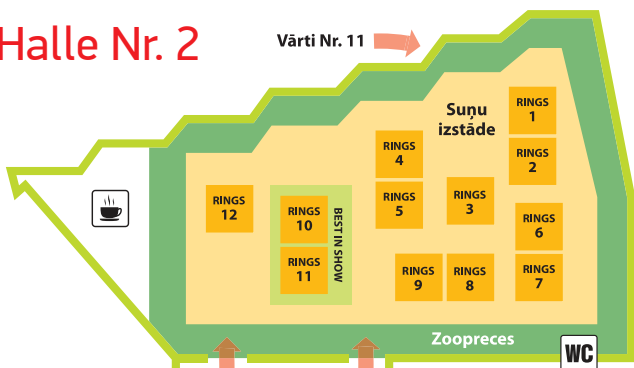 Halle Nr. 2
Vārti Nr. 11
Suņu
izstāde
RINGS
1
RINGS
2
RINGS
4
RINGS
5
RINGS
3
RINGS
12
RINGS
10
RINGS
11
BEST IN SHOW
RINGS
6
RINGS
9
RINGS
8
RINGS
7
Zoopreces
WC